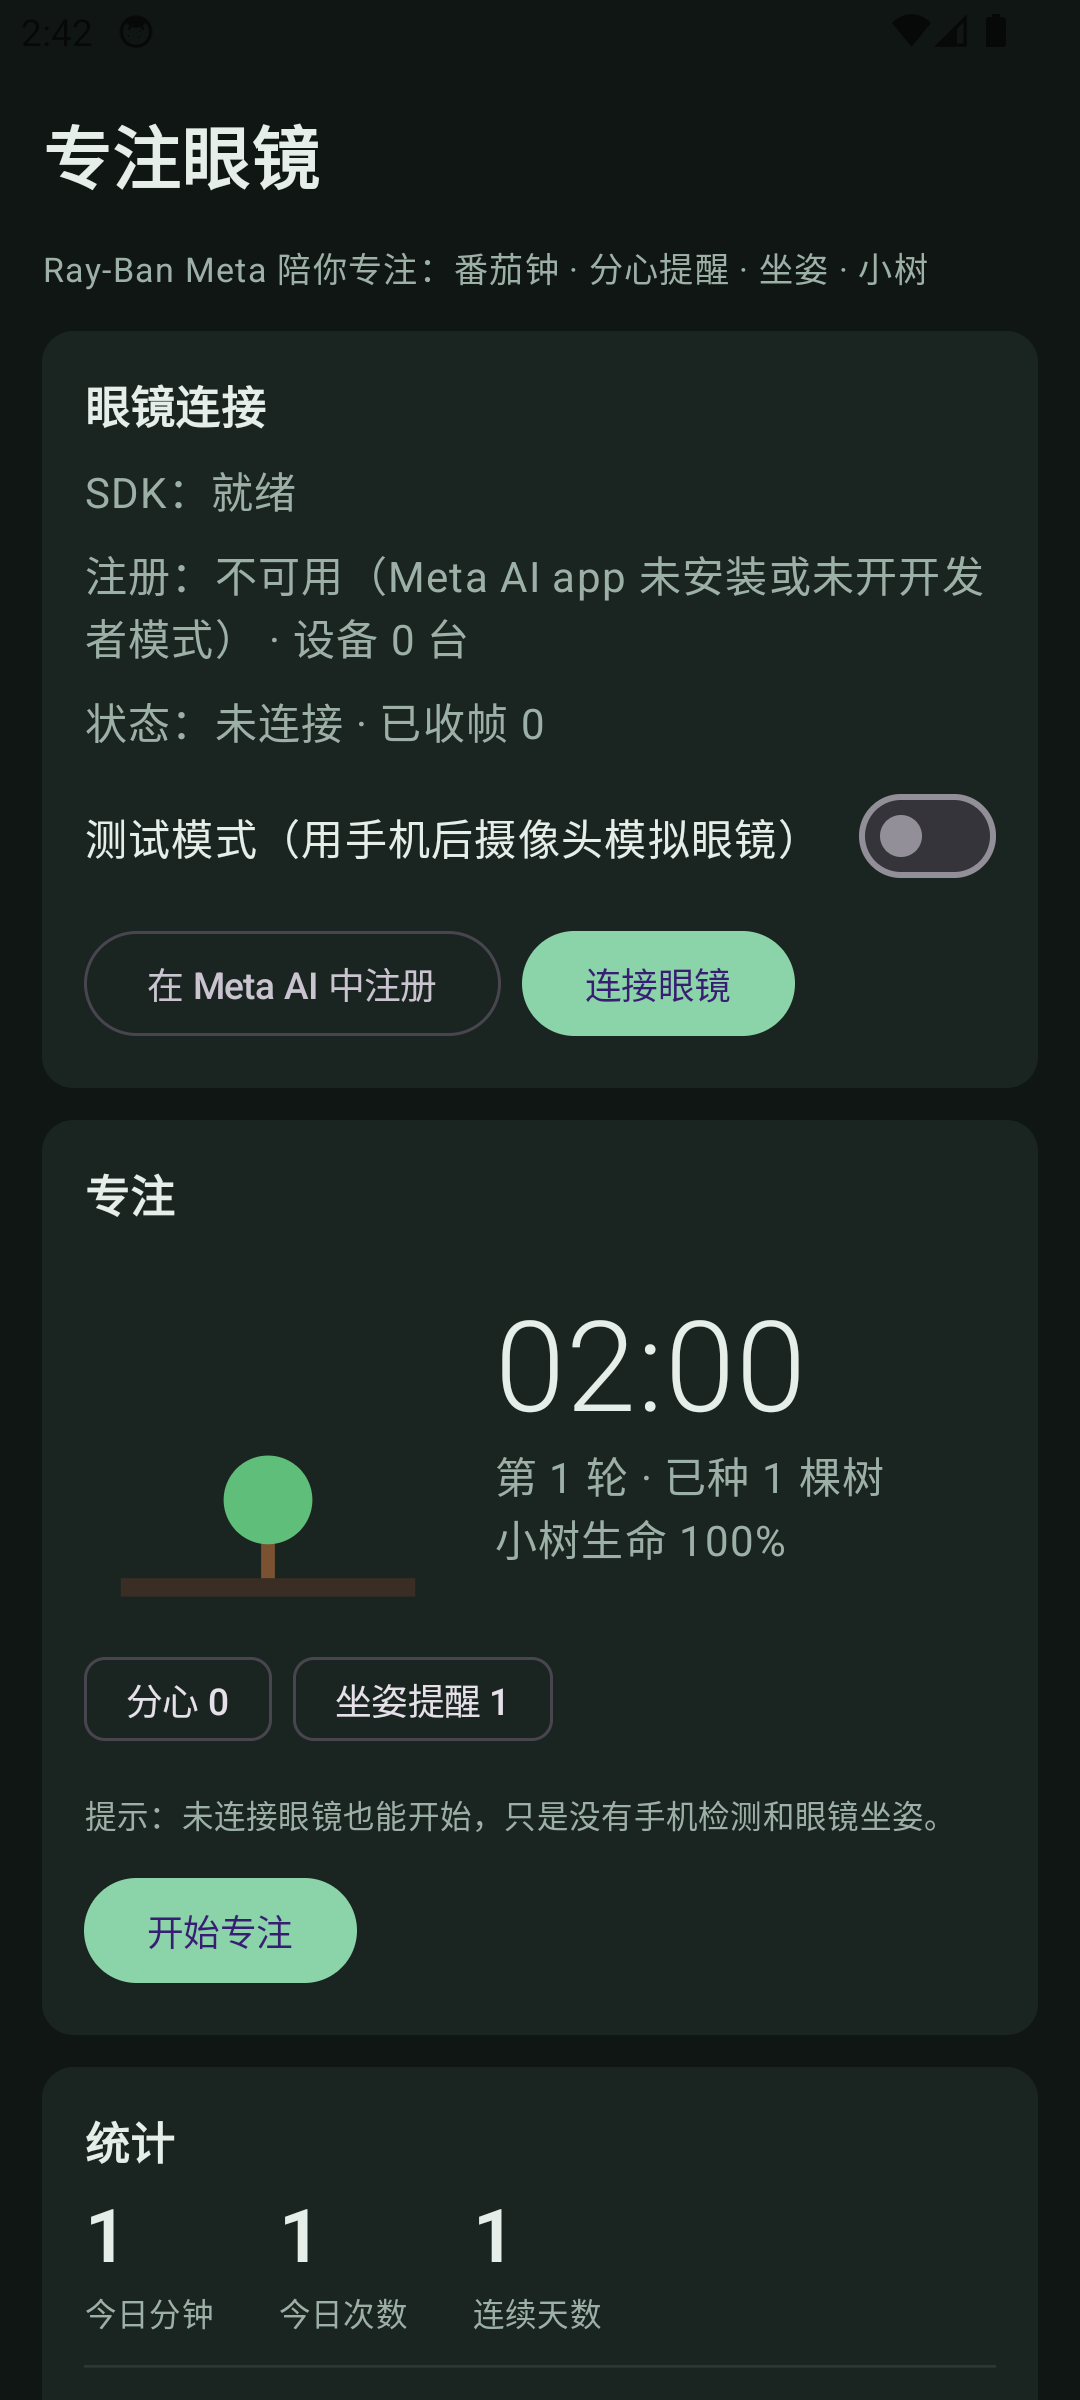 2:42
专注眼镜
Ray-Ban Meta 陪你专注：番茄钟 · 分心提醒 · 坐姿 · 小树
眼镜连接
SDK：就绪
注册：不可用（Meta AI app 未安装或未开开发
者模式） · 设备 0 台
状态：未连接 · 已收帧 0
测试模式（用手机后摄像头模拟眼镜）
在 Meta AI 中注册
连接眼镜
专注
02:00
第 1 轮 · 已种 1 棵树
小树生命 100%
分心 0
坐姿提醒 1
提示：未连接眼镜也能开始，只是没有手机检测和眼镜坐姿。
开始专注
统计
1 1 1
今日分钟 今日次数 连续天数